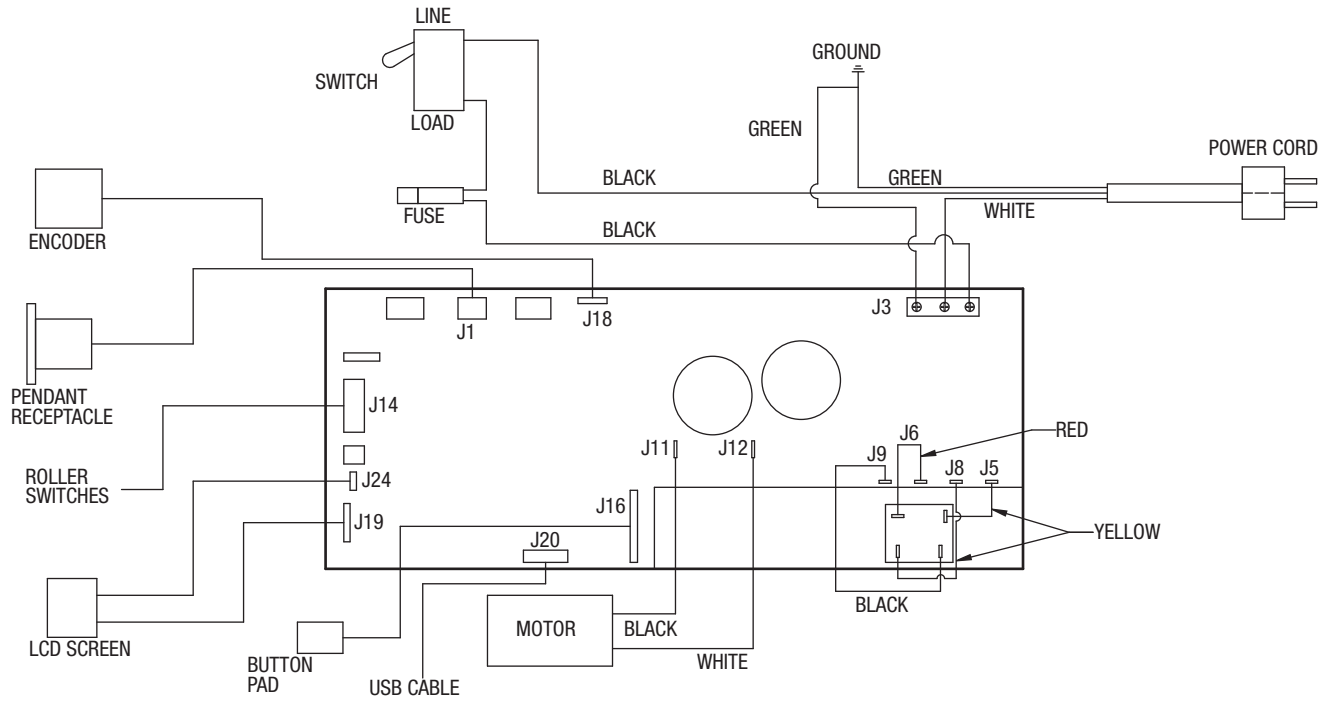 LINE
SWITCH
LOAD
GROUND
GREEN
POWER CORD
BLACK
GREEN
WHITE
FUSE
BLACK
ENCODER
J1
J18
J3
PENDANT
RECEPTACLE
J14
J11
J12
J9
J6
RED
J8
J5
ROLLER
SWITCHES
J24
J16
J19
J20
YELLOW
BLACK
LCD SCREEN
BUTTON
PAD
USB CABLE
MOTOR
BLACK
WHITE